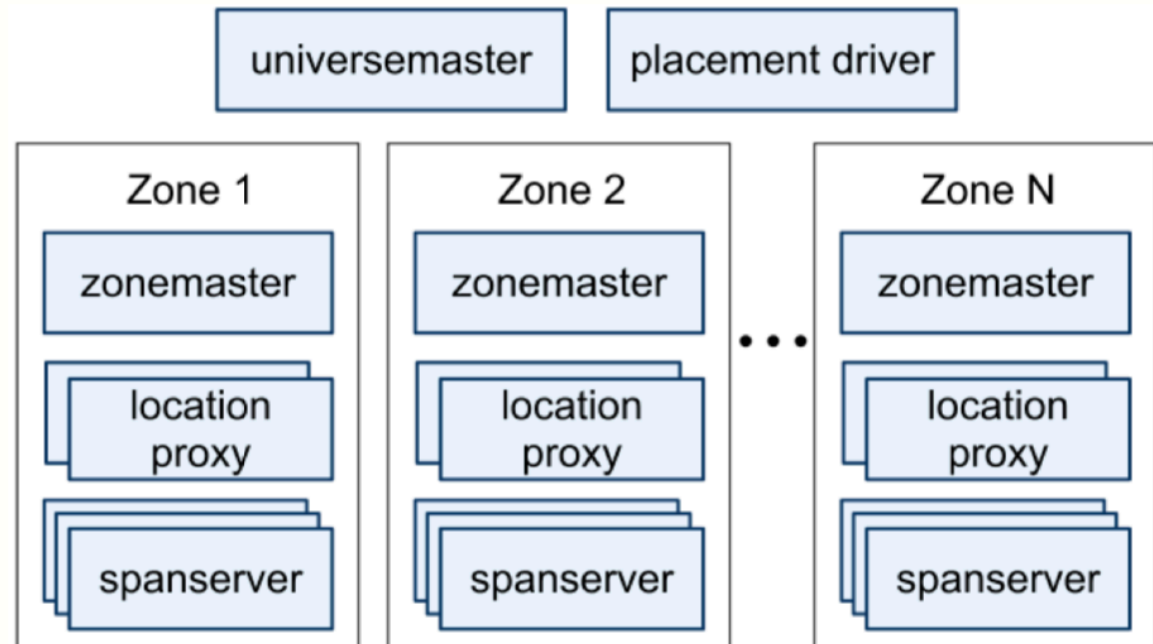 universemaster
placement driver
Zone 1
zonemaster
location
proxy
spanserver
Zone 2
zonemaster
location
proxy
spanserver
Zone N
zonemaster
location
proxy
spanserver